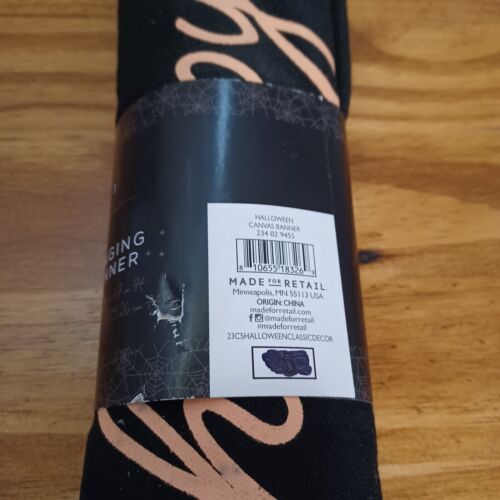 GING
NNER
HALLOWEEN
CANVAS BANNER
234 02 9455
8 10655 18326 9
MADE FOR RETAIL
Minneapolis, MN 55113 USA
ORIGIN: CHINA
madeforretail.com
@madeforretail
#madeforretail
23CSHALLOWEENCLASSICDECOR